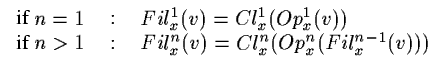 if n = 1 : Fil_x^1(v) = Cl_x^1(Op_x^1(v))
if n > 1 : Fil_x^n(v) = Cl_x^n(Op_x^n(Fil_x^{n-1}(v)))